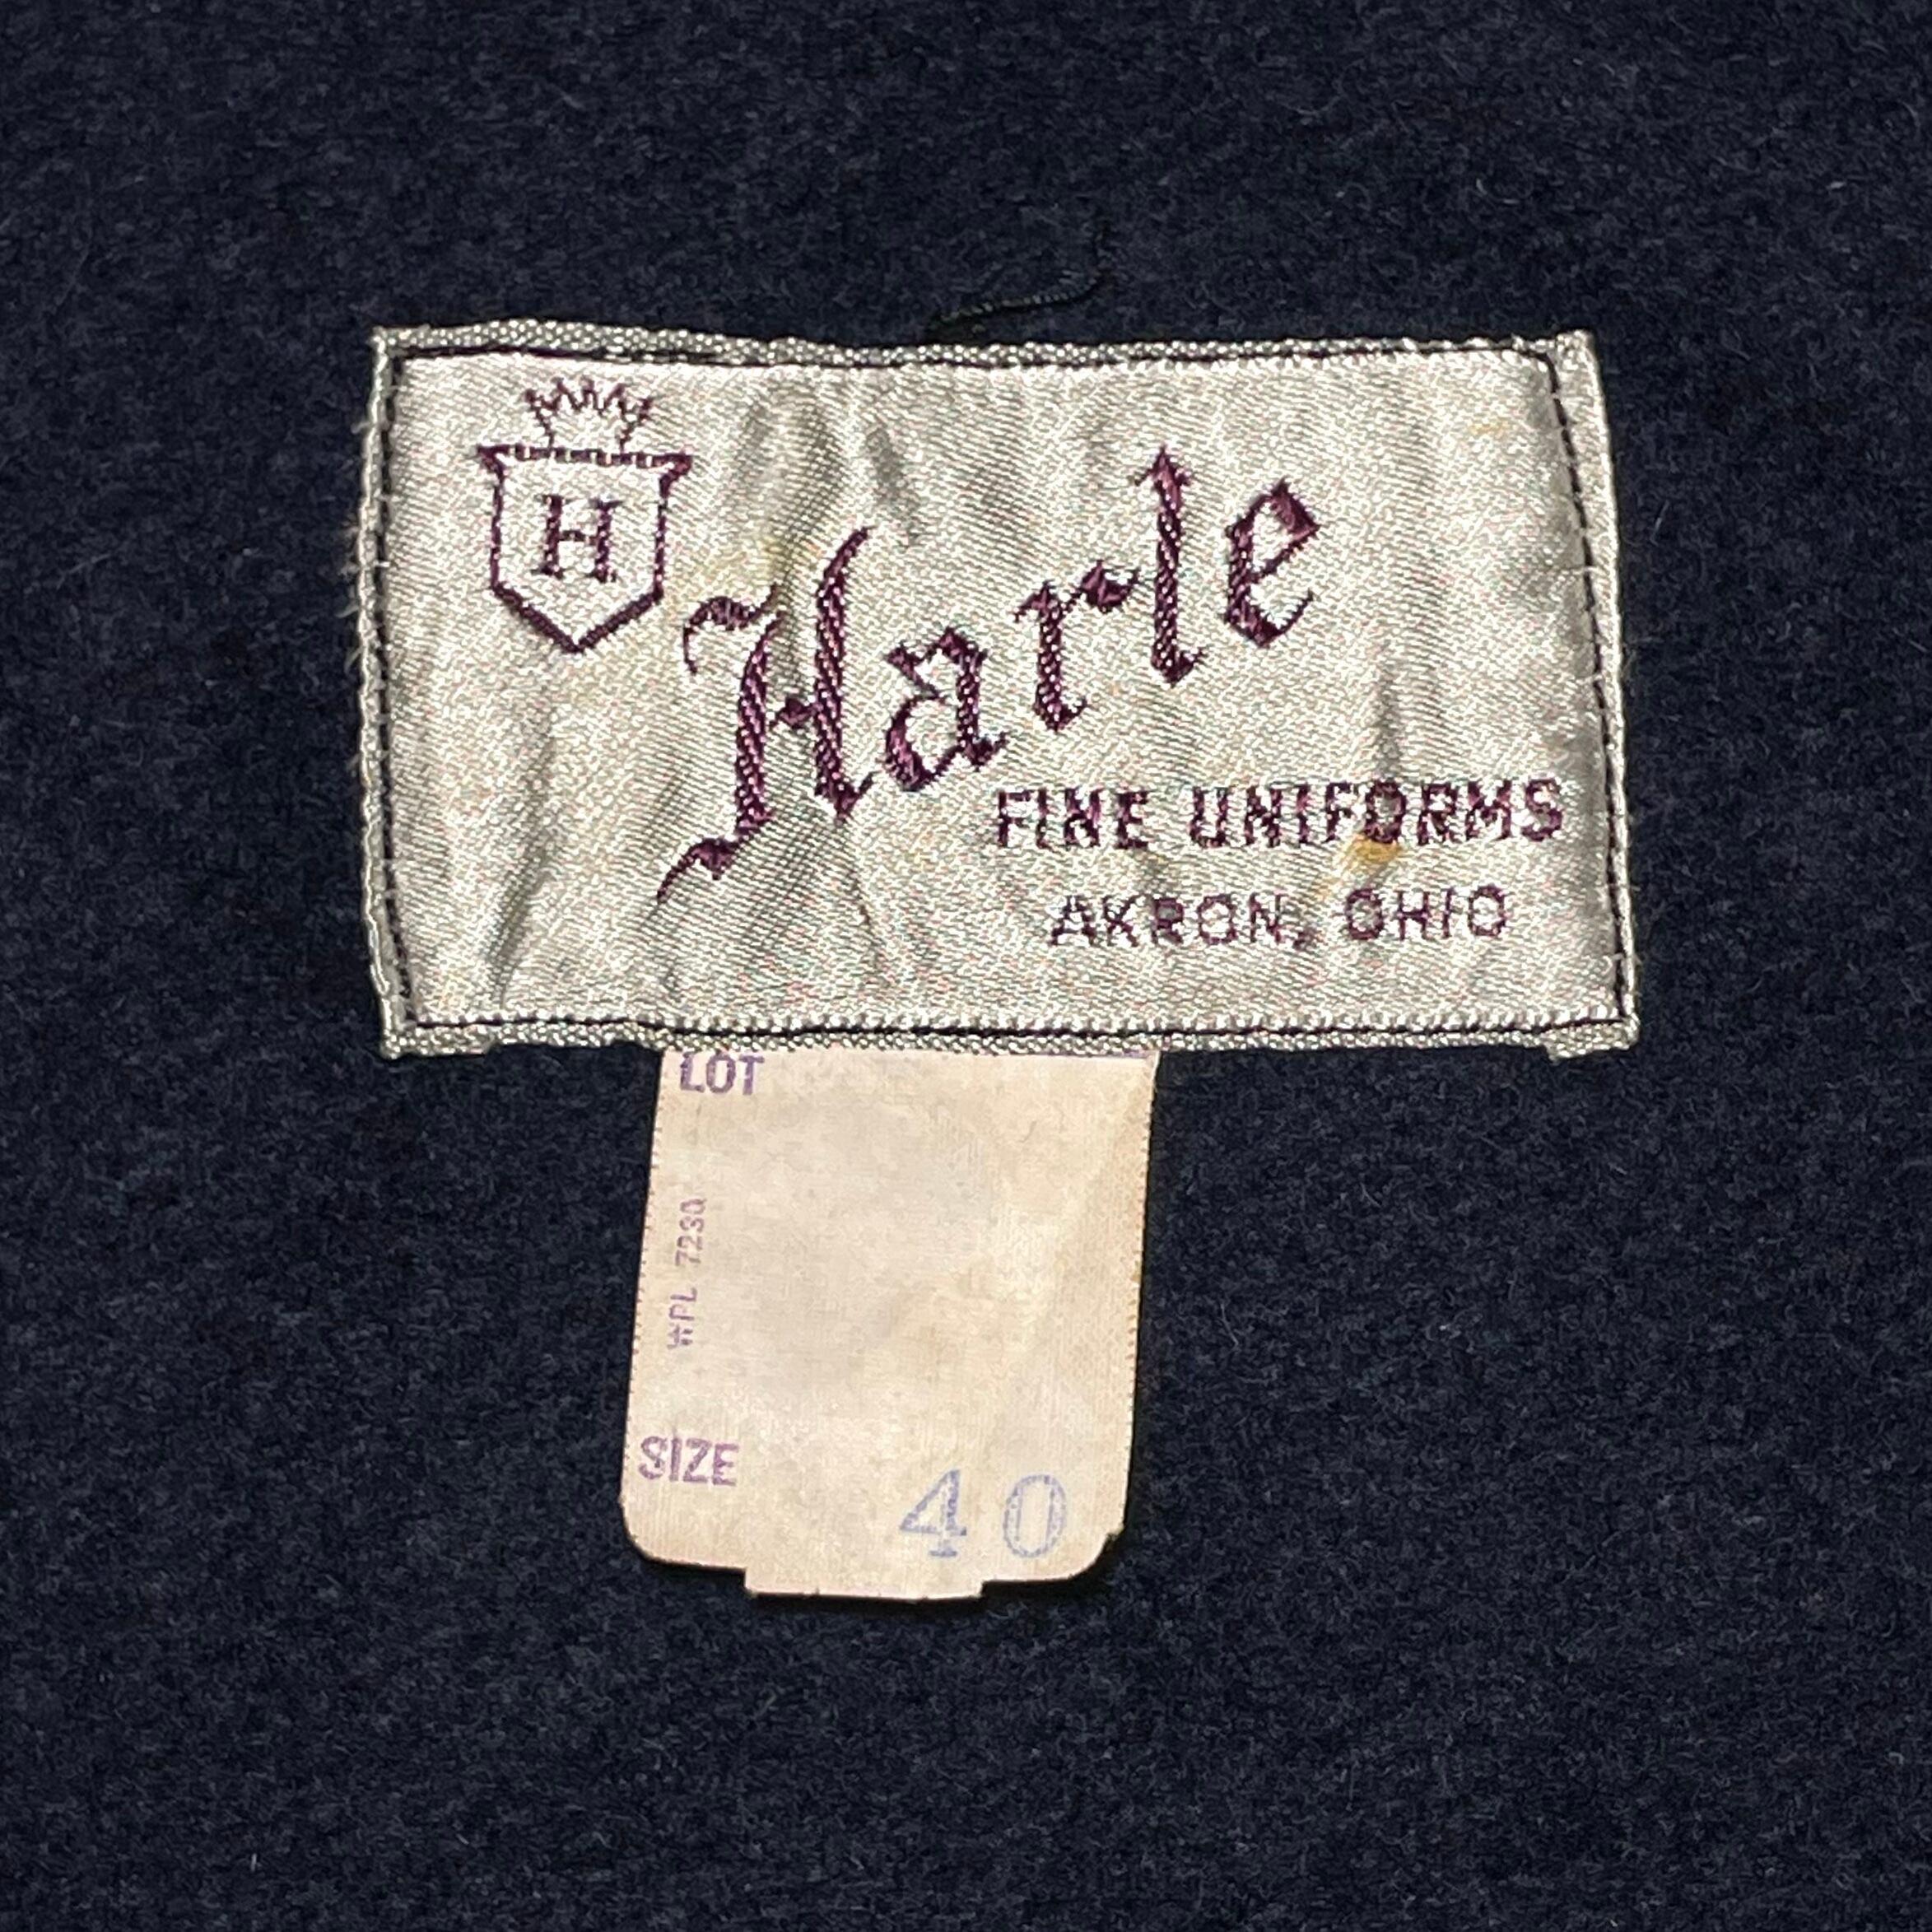 H
Harle
FINE UNIFORMS
AKRON, OHIO
LOT
WPL 7230
SIZE
40